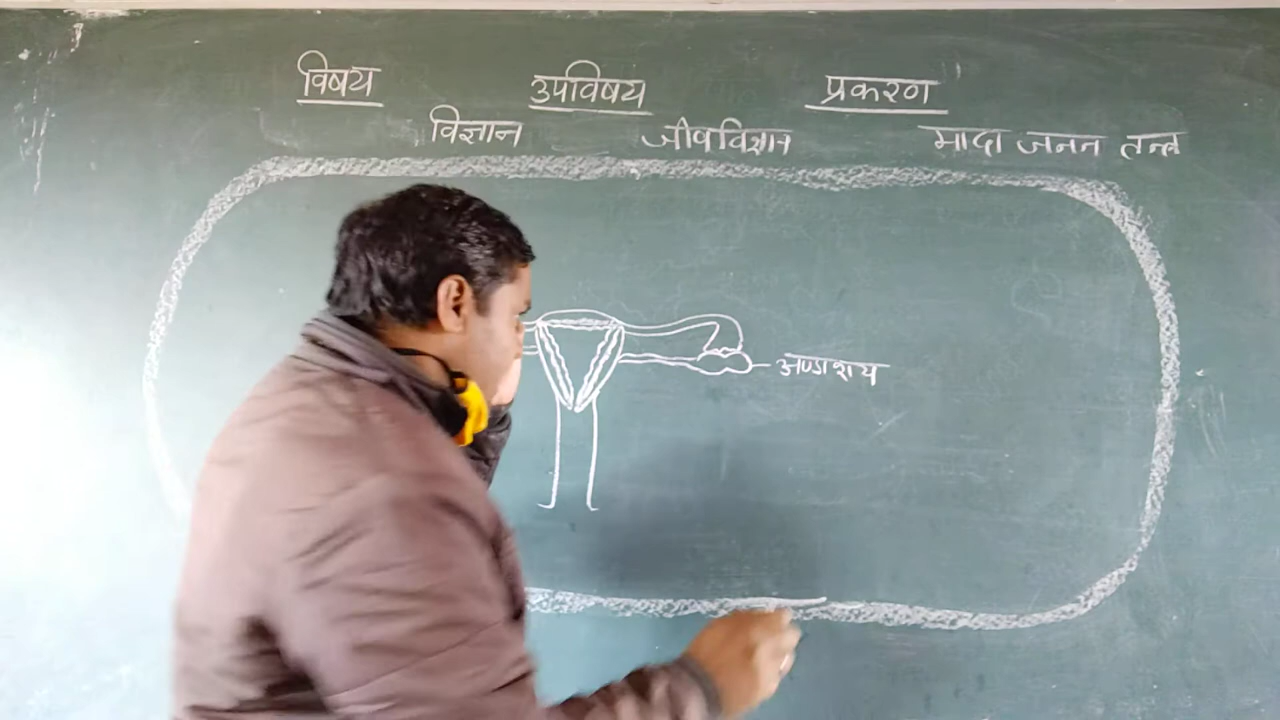 विषय उपविषय प्रकरण
विज्ञान जीवविज्ञान मादा जनन तन्त्र
अण्डाशय